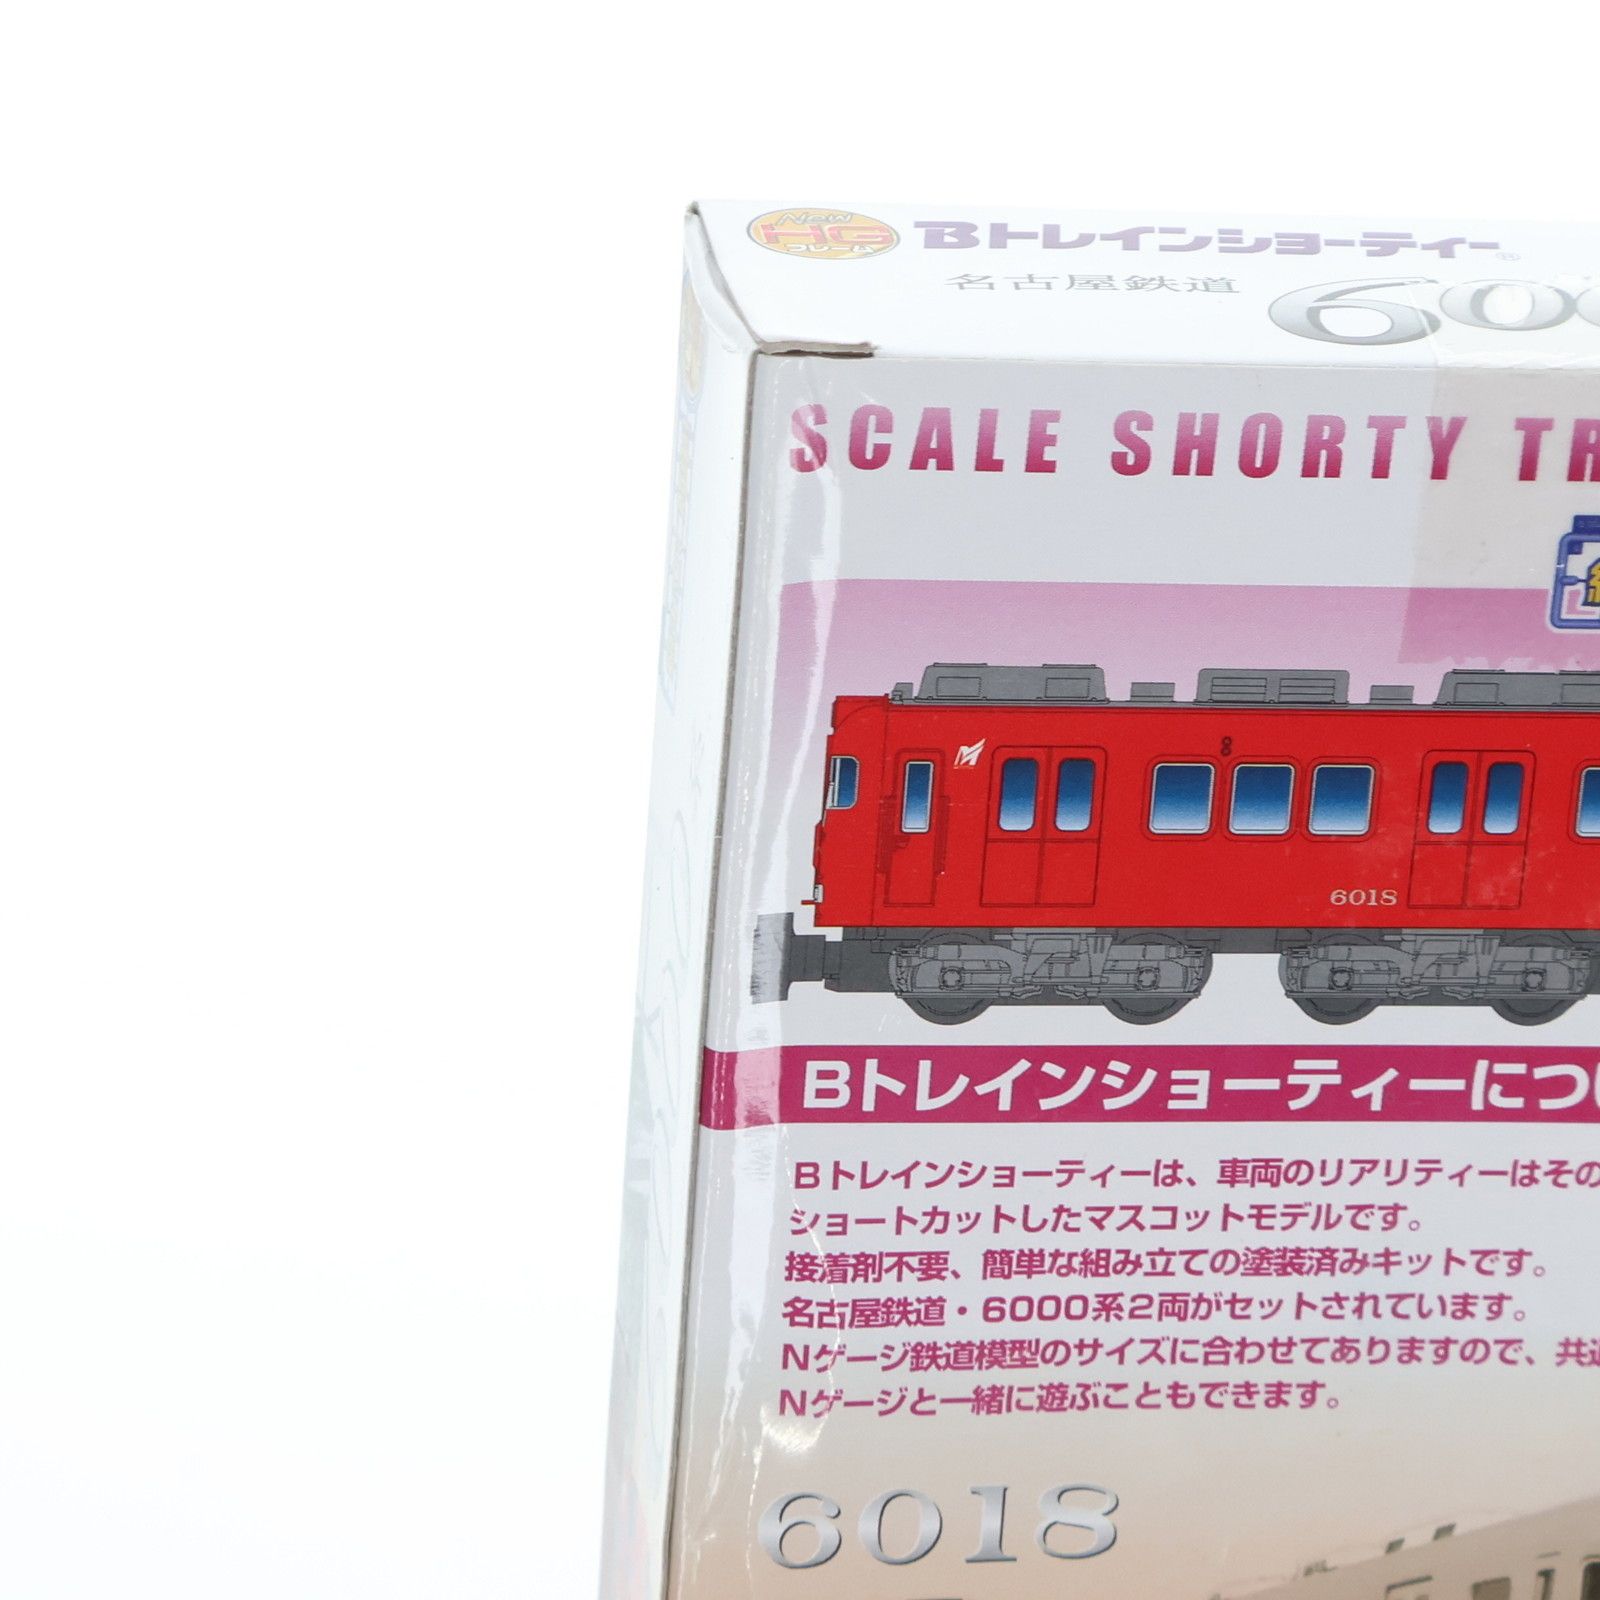 New
HG
フレーム
Bトレインショーティー®
名古屋鉄道
600
SCALE SHORTY TR
6018
Bトレインショーティーにつ
Bトレインショーティーは、車両のリアリティーはその
ショートカットしたマスコットモデルです。
接着剤不要、簡単な組み立ての塗装済みキットです。
名古屋鉄道・6000系2両がセットされています。
Nゲージ鉄道模型のサイズに合わせてありますので、共通
Nゲージと一緒に遊ぶこともできます。
6018